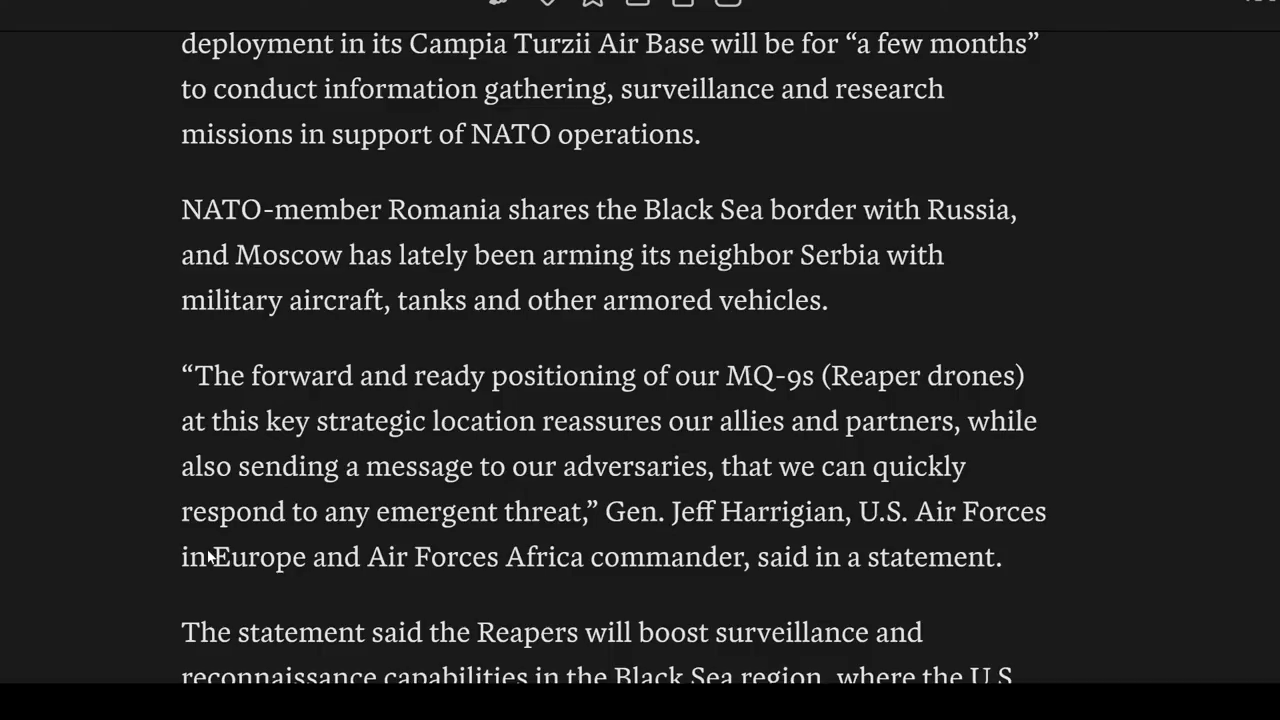 deployment in its Campia Turzii Air Base will be for “a few months”
to conduct information gathering, surveillance and research
missions in support of NATO operations.
NATO-member Romania shares the Black Sea border with Russia,
and Moscow has lately been arming its neighbor Serbia with
military aircraft, tanks and other armored vehicles.
“The forward and ready positioning of our MQ-9s (Reaper drones)
at this key strategic location reassures our allies and partners, while
also sending a message to our adversaries, that we can quickly
respond to any emergent threat,” Gen. Jeff Harrigian, U.S. Air Forces
in Europe and Air Forces Africa commander, said in a statement.
The statement said the Reapers will boost surveillance and
reconnaissance capabilities in the Black Sea region, where the U.S.